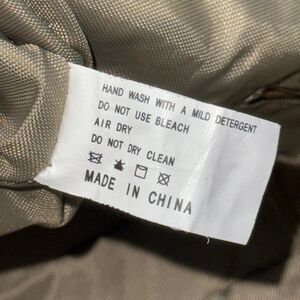 HAND WASH WITH A MILD DETERGENT
DO NOT USE BLEACH
AIR DRY
DO NOT DRY CLEAN
MADE IN CHINA